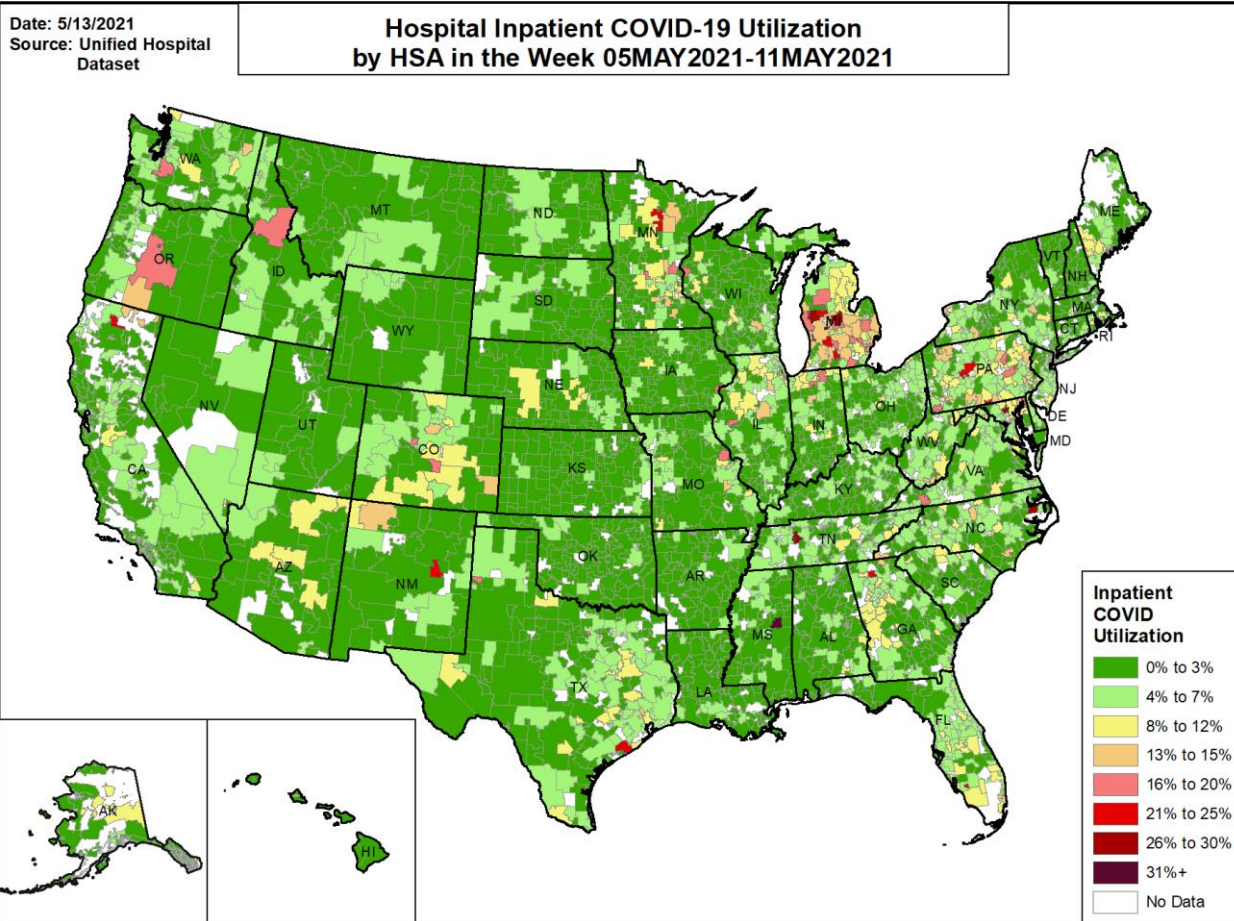 Date: 5/13/2021
Source: Unified Hospital
Dataset
Hospital Inpatient COVID-19 Utilization
by HSA in the Week 05MAY2021-11MAY2021
WA
MT
ND
MN
ME
OR
ID
SD
WI
MI
VT
NH
NY
MA
CT
RI
WY
IA
NE
PA
NJ
NV
UT
CO
IL
IN
OH
DE
MD
WV
VA
CA
KS
MO
KY
AZ
NM
OK
AR
TN
NC
SC
MS
AL
GA
TX
LA
FL
AK
HI
Inpatient
COVID
Utilization
0% to 3%
4% to 7%
8% to 12%
13% to 15%
16% to 20%
21% to 25%
26% to 30%
31%+
No Data